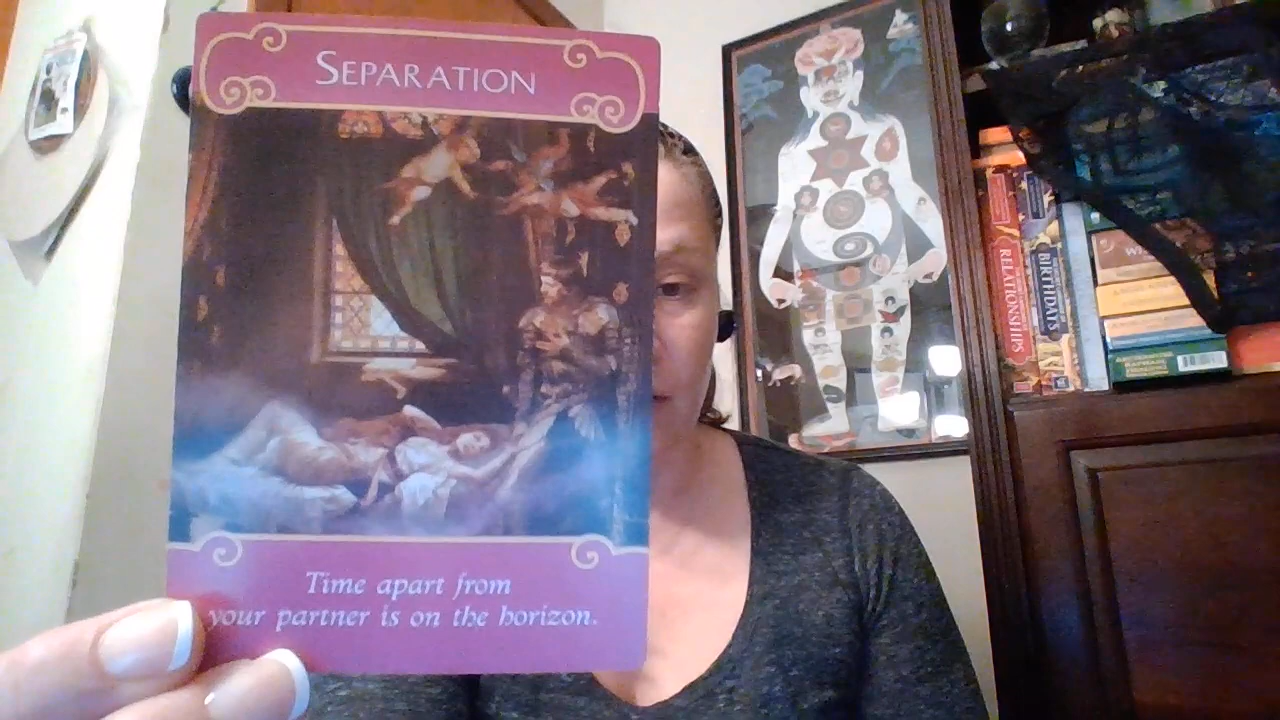 SEPARATION
Time apart from
your partner is on the horizon.
RELATIONSHIPS
BIRTHDAYS